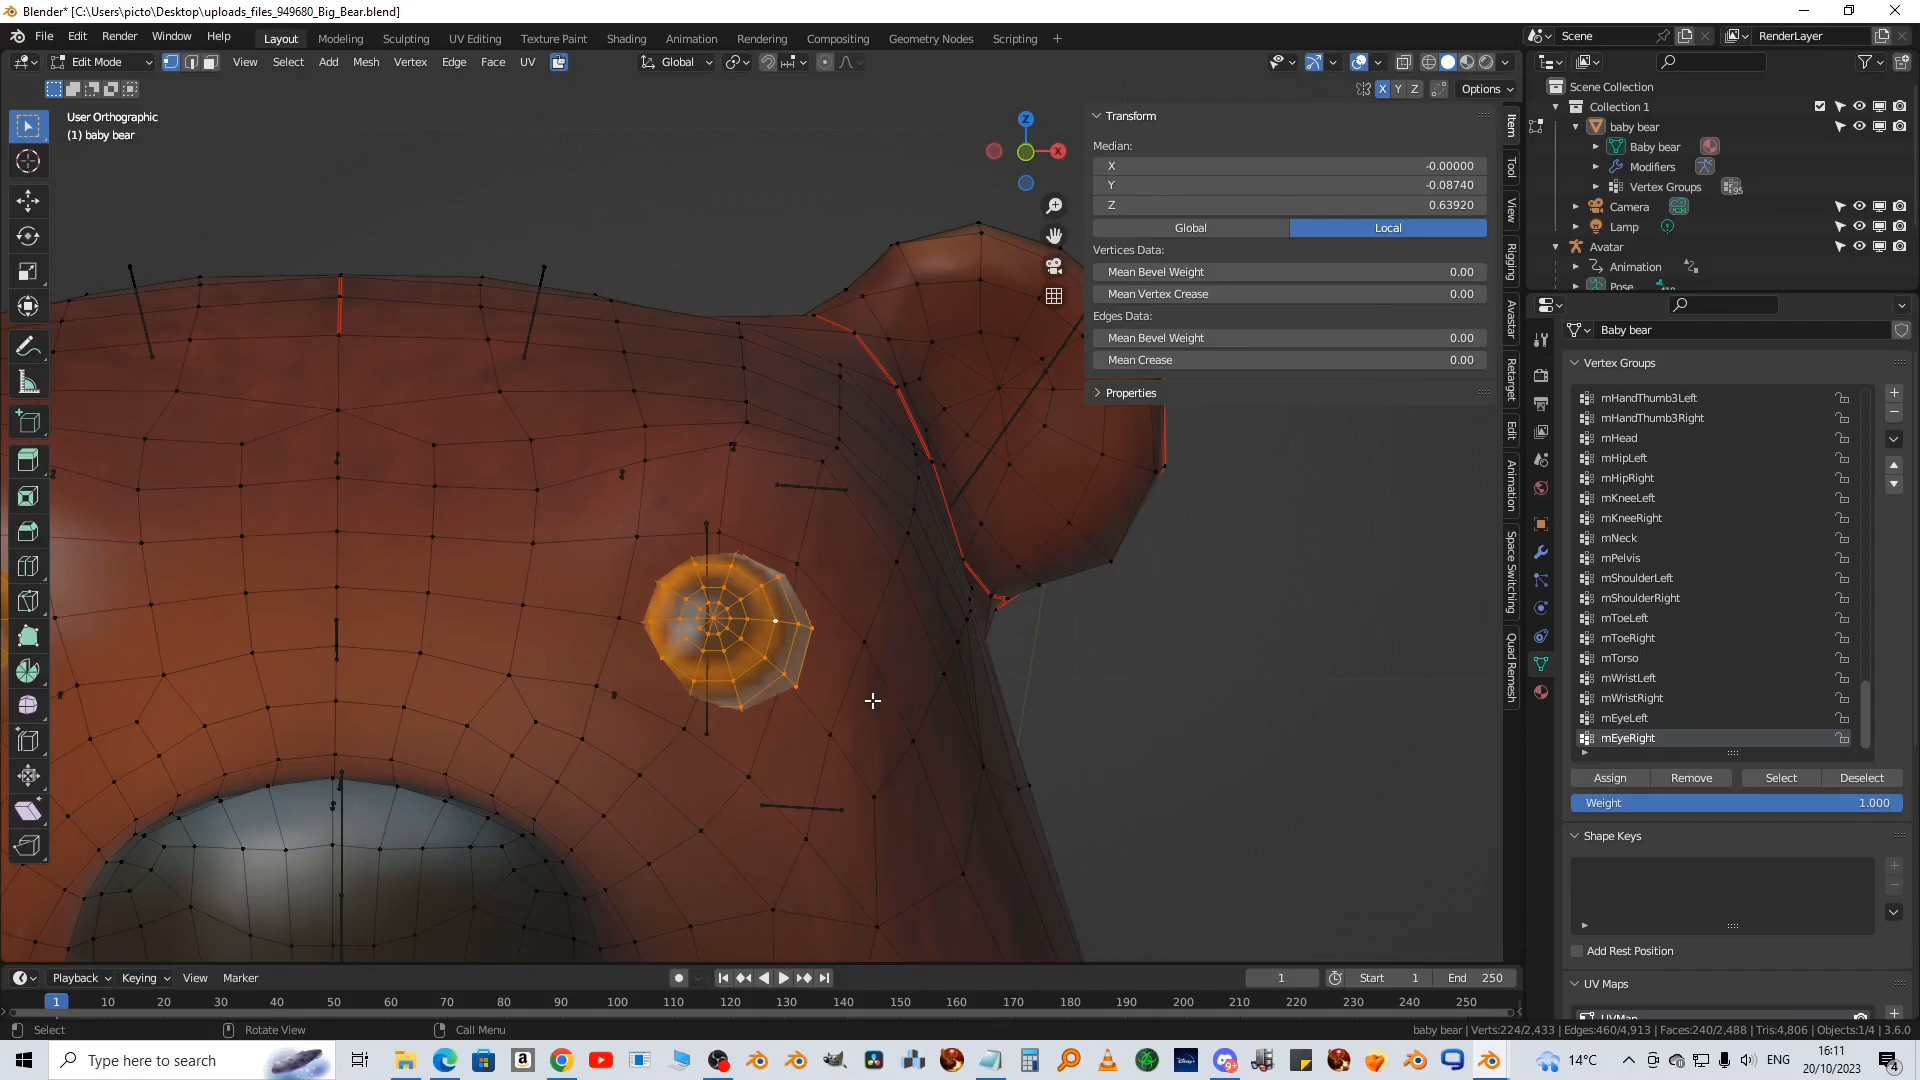 Blender* [C:\Users\picto\Desktop\uploads_files_949680_Big_Bear.blend]
File Edit Render Window Help
Layout Modeling Sculpting UV Editing Texture Paint Shading Animation Rendering Compositing Geometry Nodes Scripting +
Scene
RenderLayer
Edit Mode
View Select Add Mesh Vertex Edge Face UV
Global
X Y Z Options
User Orthographic
(1) baby bear
Z
X
Transform
Median:
X -0.00000
Y -0.08740
Z 0.63920
Global Local
Vertices Data:
Mean Bevel Weight 0.00
Mean Vertex Crease 0.00
Edges Data:
Mean Bevel Weight 0.00
Mean Crease 0.00
Properties
Item
Tool
View
Rigging
Avastar
Retarget
Edit
Animation
Space Switching
Quad Remesh
Scene Collection
Collection 1
baby bear
Baby bear
Modifiers
Vertex Groups 95
Camera
Lamp
Avatar
Animation
Pose
Baby bear
Vertex Groups
mHandThumb3Left
mHandThumb3Right
mHead
mHipLeft
mHipRight
mKneeLeft
mKneeRight
mNeck
mPelvis
mShoulderLeft
mShoulderRight
mToeLeft
mToeRight
mTorso
mWristLeft
mWristRight
mEyeLeft
mEyeRight
Assign Remove Select Deselect
Weight 1.000
Shape Keys
Add Rest Position
UV Maps
UVMap
Playback Keying View Marker
1 Start 1 End 250
1 10 20 30 40 50 60 70 80 90 100 110 120 130 140 150 160 170 180 190 200 210 220 230 240 250
Select Rotate View Call Menu
baby bear | Verts:224/2,433 | Edges:460/4,913 | Faces:240/2,488 | Tris:4,806 | Objects:1/4 | 3.6.0
Type here to search
14°C
ENG
16:11
20/10/2023
4